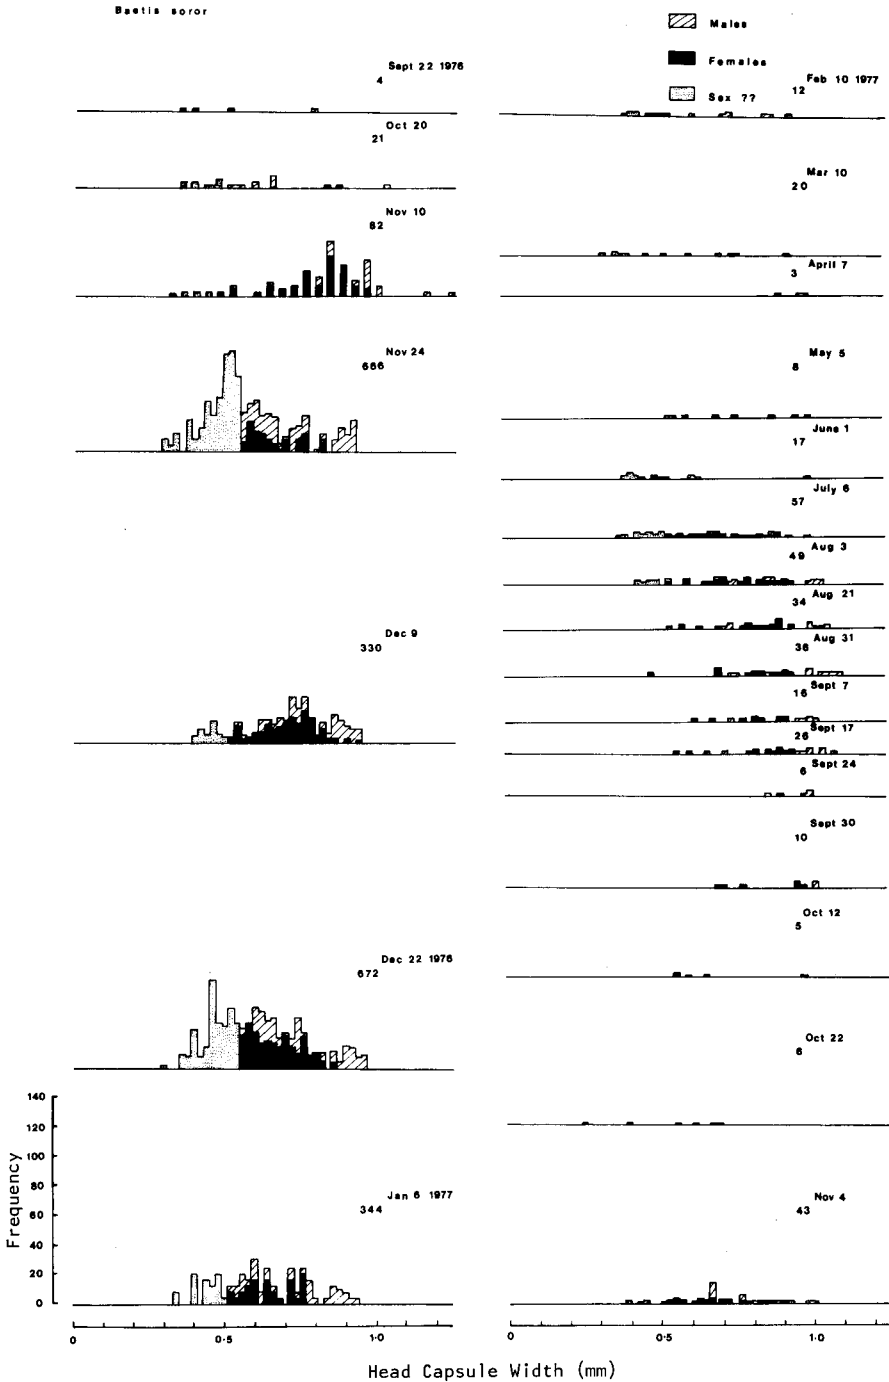 Baetis soror
Males
Females
Sex ??
Sept 22 1976
4
Oct 20
21
Nov 10
82
Nov 24
666
Dec 9
330
Dec 22 1976
672
Jan 6 1977
344
Feb 10 1977
12
Mar 10
20
April 7
3
May 5
8
June 1
17
July 6
57
Aug 3
49
Aug 21
34
Aug 31
36
Sept 7
16
Sept 17
26
Sept 24
6
Sept 30
10
Oct 12
5
Oct 22
6
Nov 4
43
140
120
100
80
60
40
20
0
Frequency
0 0·5 1·0
0 0·5 1·0
Head Capsule Width (mm)